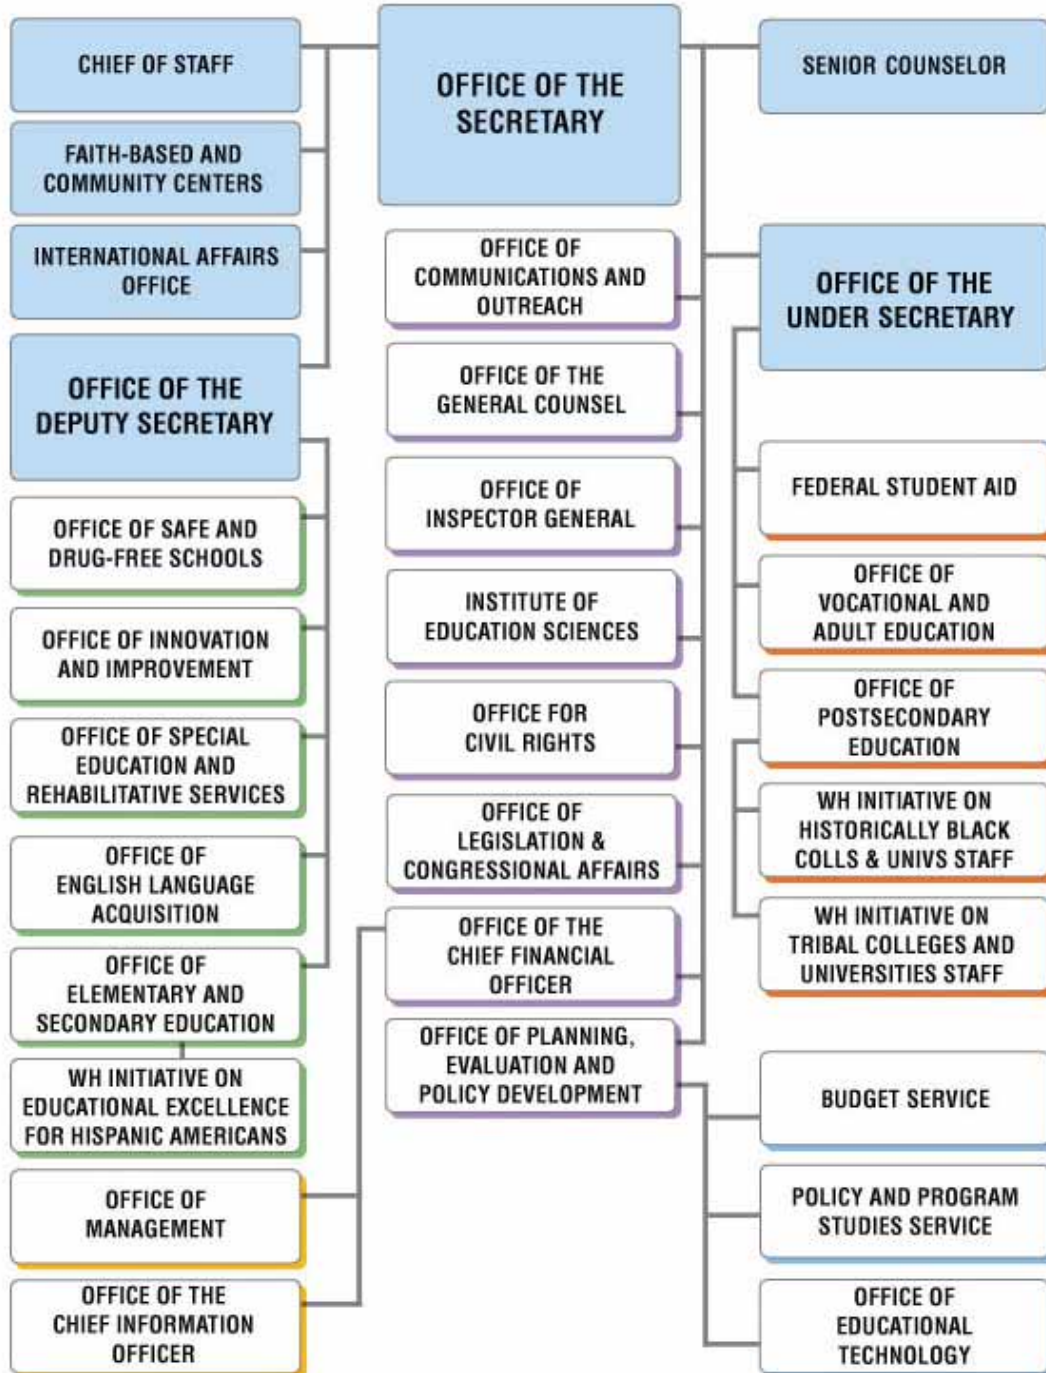 CHIEF OF STAFF
FAITH-BASED AND
COMMUNITY CENTERS
INTERNATIONAL AFFAIRS
OFFICE
OFFICE OF THE
DEPUTY SECRETARY
OFFICE OF SAFE AND
DRUG-FREE SCHOOLS
OFFICE OF INNOVATION
AND IMPROVEMENT
OFFICE OF SPECIAL
EDUCATION AND
REHABILITATIVE SERVICES
OFFICE OF
ENGLISH LANGUAGE
ACQUISITION
OFFICE OF
ELEMENTARY AND
SECONDARY EDUCATION
WH INITIATIVE ON
EDUCATIONAL EXCELLENCE
FOR HISPANIC AMERICANS
OFFICE OF
MANAGEMENT
OFFICE OF THE
CHIEF INFORMATION
OFFICER
OFFICE OF THE
SECRETARY
OFFICE OF
COMMUNICATIONS AND
OUTREACH
OFFICE OF THE
GENERAL COUNSEL
OFFICE OF
INSPECTOR GENERAL
INSTITUTE OF
EDUCATION SCIENCES
OFFICE FOR
CIVIL RIGHTS
OFFICE OF
LEGISLATION &
CONGRESSIONAL AFFAIRS
OFFICE OF THE
CHIEF FINANCIAL
OFFICER
OFFICE OF PLANNING,
EVALUATION AND
POLICY DEVELOPMENT
SENIOR COUNSELOR
OFFICE OF THE
UNDER SECRETARY
FEDERAL STUDENT AID
OFFICE OF
VOCATIONAL AND
ADULT EDUCATION
OFFICE OF
POSTSECONDARY
EDUCATION
WH INITIATIVE ON
HISTORICALLY BLACK
COLLS & UNIVS STAFF
WH INITIATIVE ON
TRIBAL COLLEGES AND
UNIVERSITIES STAFF
BUDGET SERVICE
POLICY AND PROGRAM
STUDIES SERVICE
OFFICE OF
EDUCATIONAL
TECHNOLOGY